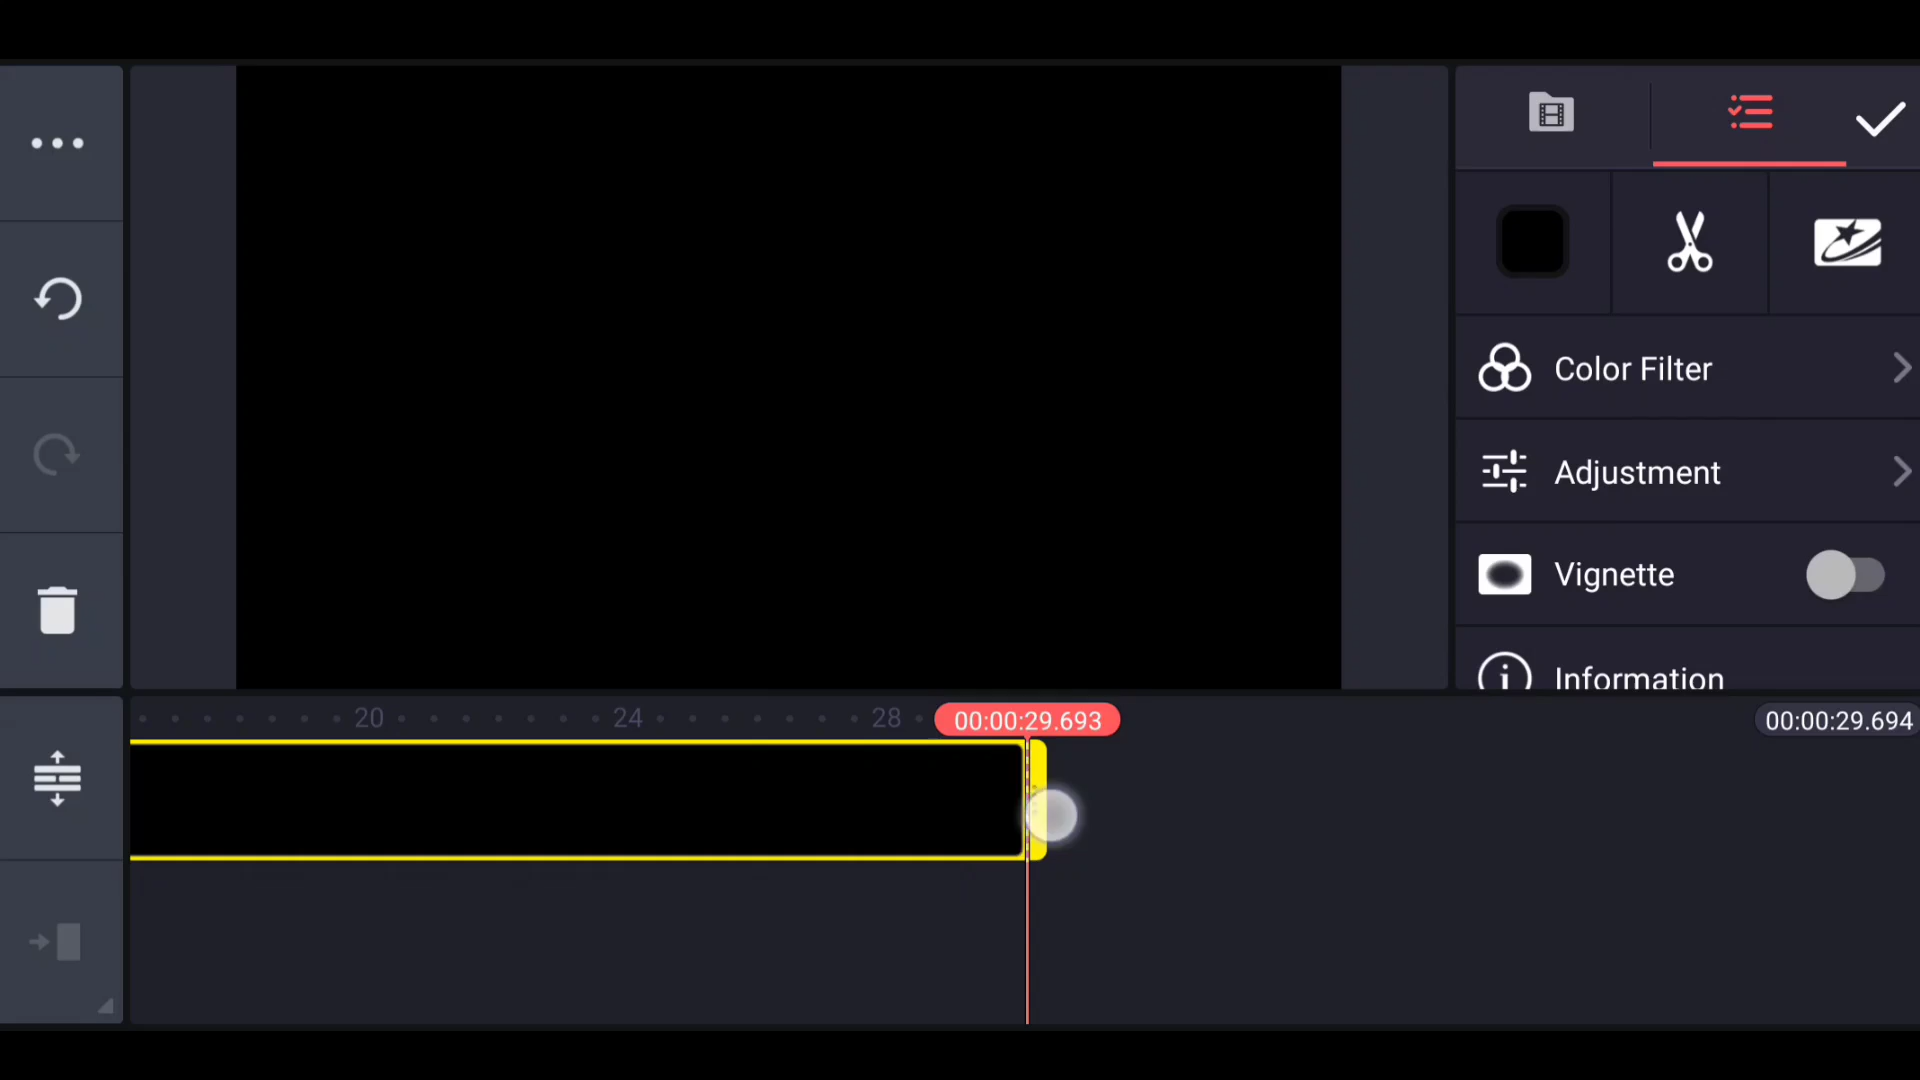 Color Filter
Adjustment
Vignette
Information
20 24 28 00:00:29.693 00:00:29.694